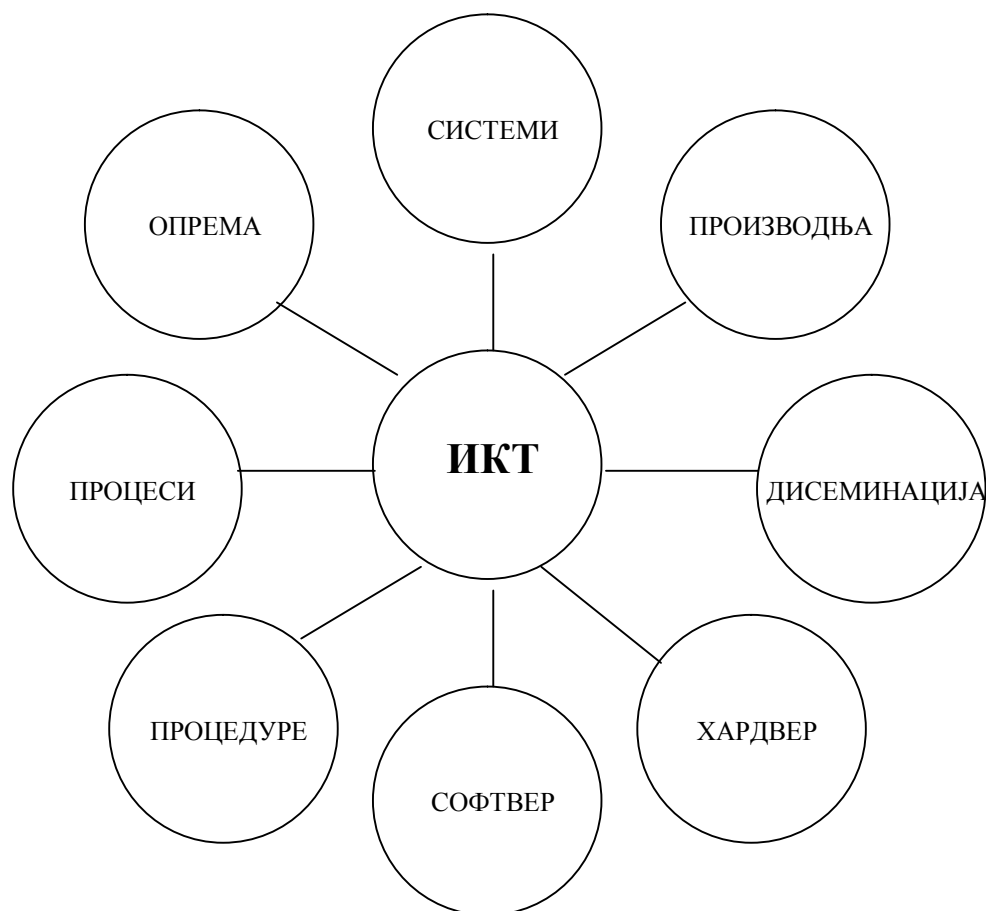 СИСТЕМИ
ОПРЕМА
ПРОИЗВОДЊА
ИКТ
ПРОЦЕСИ
ДИСЕМИНАЦИЈА
ПРОЦЕДУРЕ
ХАРДВЕР
СОФТВЕР